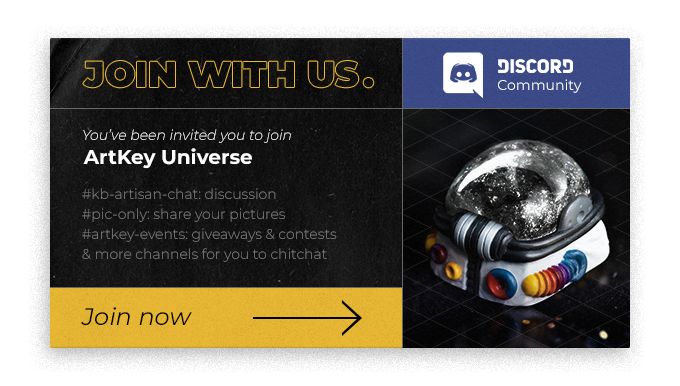 JOIN WITH US.
DISCORD
Community
You've been invited you to join
ArtKey Universe
#kb-artisan-chat: discussion
#pic-only: share your pictures
#artkey-events: giveaways & contests
& more channels for you to chitchat
Join now